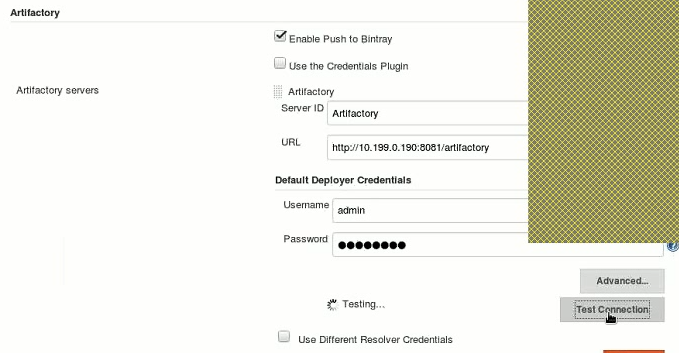 Artifactory
Enable Push to Bintray
Use the Credentials Plugin
Artifactory servers
Artifactory
Server ID
Artifactory
URL
http://10.199.0.190:8081/artifactory
Default Deployer Credentials
Username
admin
Password
●●●●●●●●
Advanced...
Testing...
Test Connection
Use Different Resolver Credentials